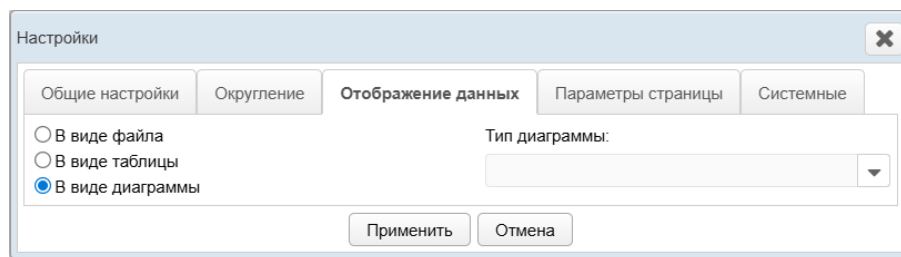 Настройки
Общие настройки Округление Отображение данных Параметры страницы Системные
В виде файла Тип диаграммы:
В виде таблицы
В виде диаграммы
Применить Отмена